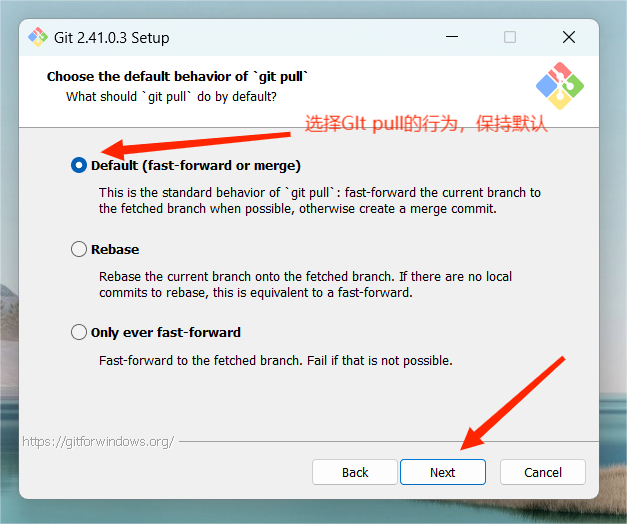 Git 2.41.0.3 Setup
Choose the default behavior of `git pull`
What should `git pull` do by default?
选择GIt pull的行为，保持默认
Default (fast-forward or merge)
This is the standard behavior of `git pull`: fast-forward the current branch to
the fetched branch when possible, otherwise create a merge commit.
Rebase
Rebase the current branch onto the fetched branch. If there are no local
commits to rebase, this is equivalent to a fast-forward.
Only ever fast-forward
Fast-forward to the fetched branch. Fail if that is not possible.
https://gitforwindows.org/
Back Next Cancel